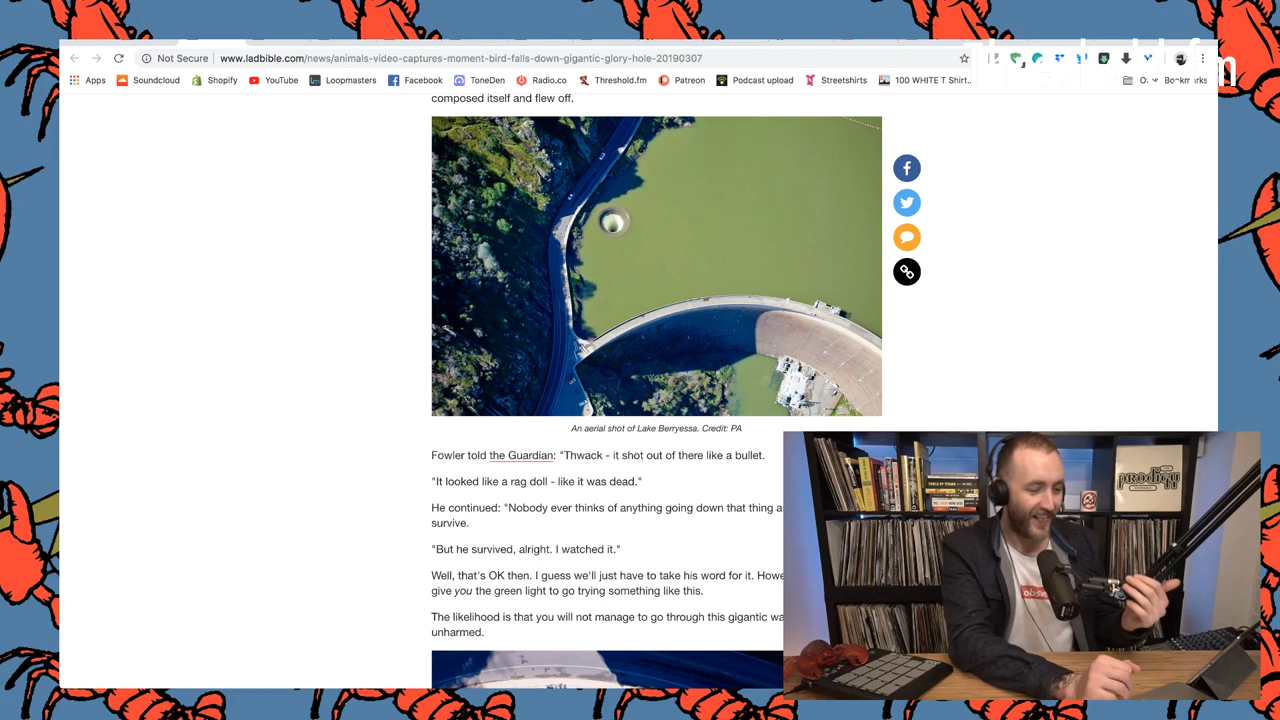 Not Secure
www.ladbible.com/news/animals-video-captures-moment-bird-falls-down-gigantic-glory-hole-20190307
Apps
Soundcloud
Shopify
YouTube
Loopmasters
Facebook
ToneDen
Radio.co
Threshold.fm
Patreon
Podcast upload
Streetshirts
100 WHITE T Shirt...
Bookmarks
composed itself and flew off.
An aerial shot of Lake Berryessa. Credit: PA
Fowler told the Guardian: "Thwack - it shot out of there like a bullet.
"It looked like a rag doll - like it was dead."
He continued: "Nobody ever thinks of anything going down that thing a
survive.
"But he survived, alright. I watched it."
Well, that's OK then. I guess we'll just have to take his word for it. Howe
give you the green light to go trying something like this.
The likelihood is that you will not manage to go through this gigantic wa
unharmed.
prodigy